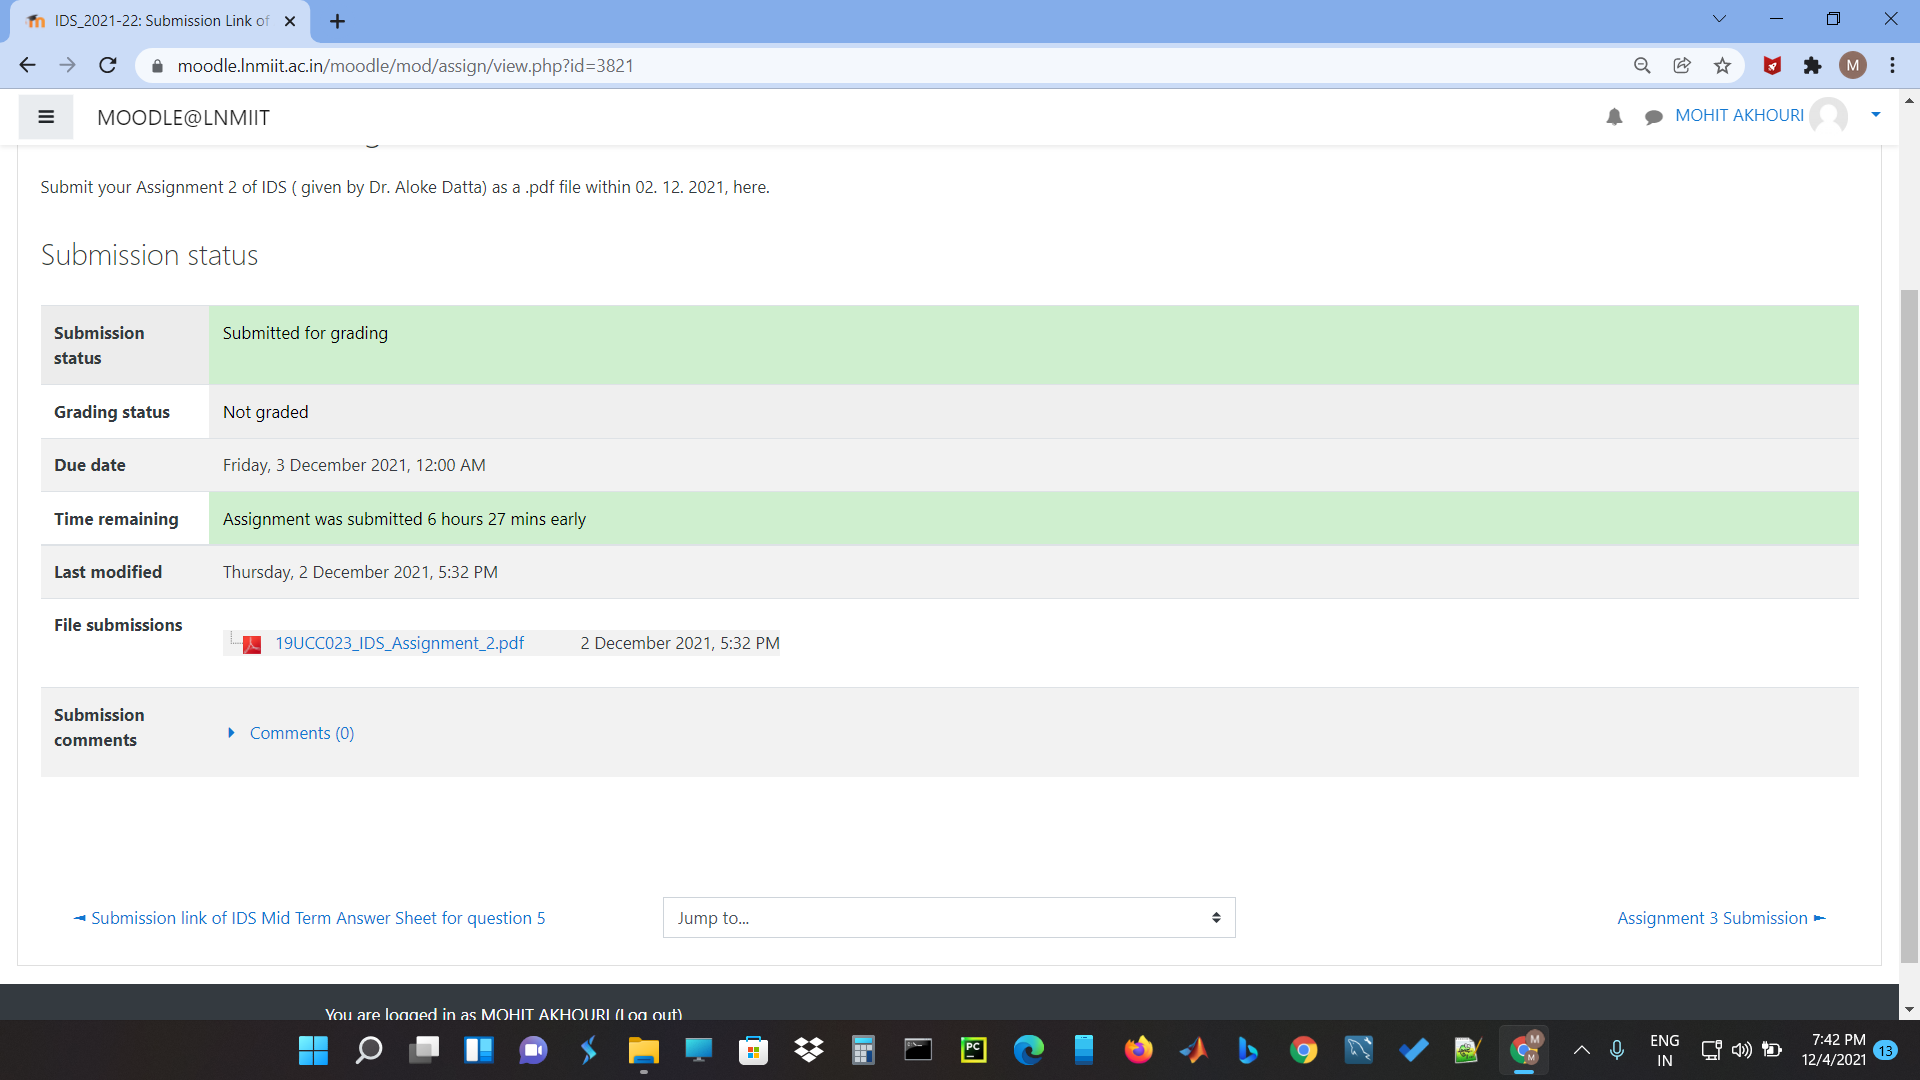 IDS_2021-22: Submission Link of
moodle.lnmiit.ac.in/moodle/mod/assign/view.php?id=3821
M
MOODLE@LNMIIT
MOHIT AKHOURI
Submit your Assignment 2 of IDS ( given by Dr. Aloke Datta) as a .pdf file within 02. 12. 2021, here.
Submission status
Submission status
Submitted for grading
Grading status
Not graded
Due date
Friday, 3 December 2021, 12:00 AM
Time remaining
Assignment was submitted 6 hours 27 mins early
Last modified
Thursday, 2 December 2021, 5:32 PM
File submissions
19UCC023_IDS_Assignment_2.pdf
2 December 2021, 5:32 PM
Submission comments
Comments (0)
◄ Submission link of IDS Mid Term Answer Sheet for question 5
Jump to...
Assignment 3 Submission ►
You are logged in as MOHIT AKHOURI (Log out)
PC
M
M
ENG
IN
7:42 PM
12/4/2021
13